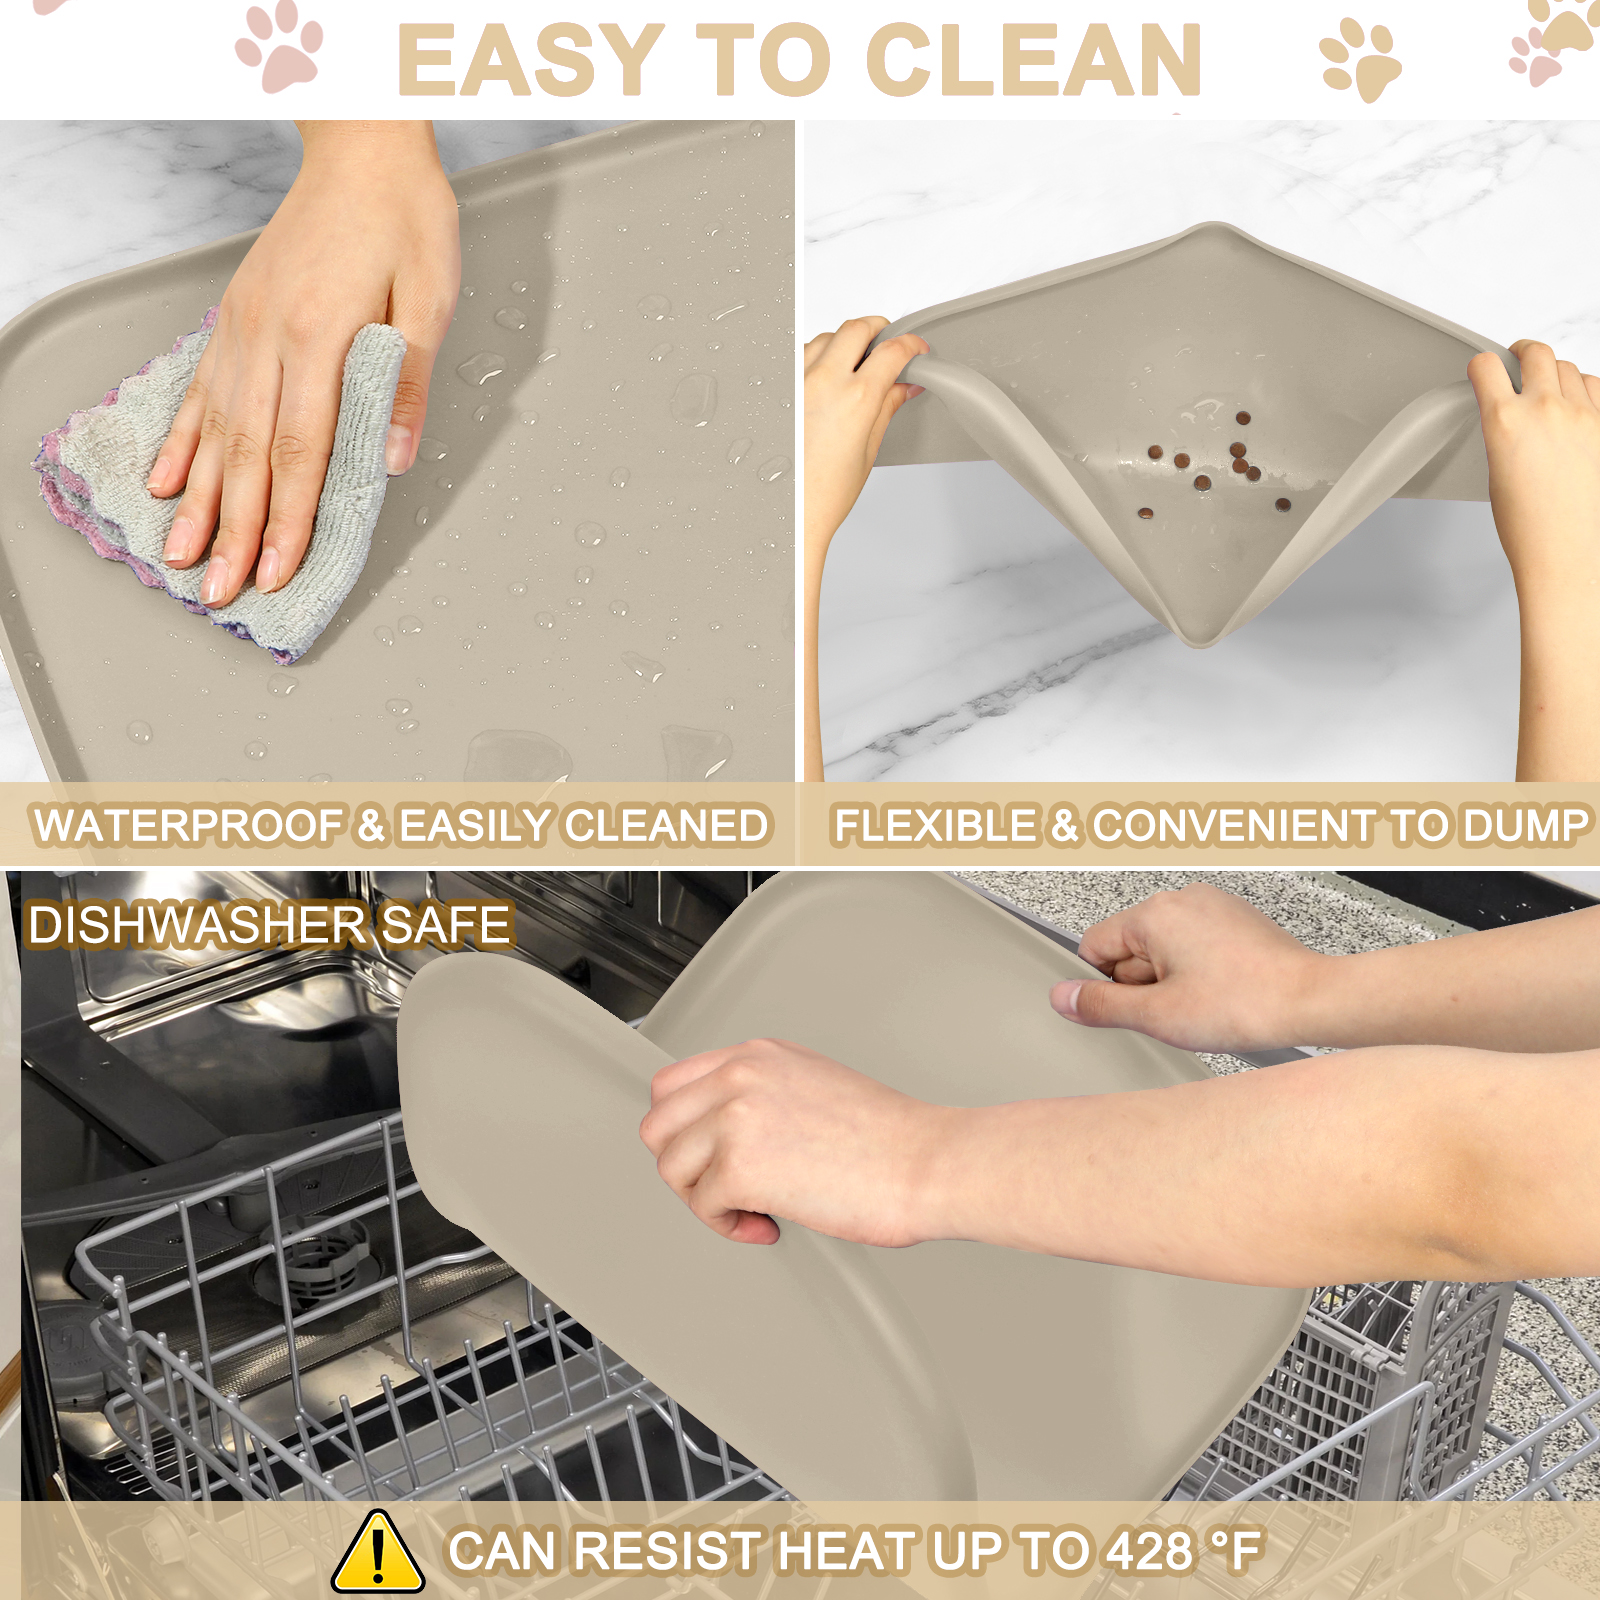 EASY TO CLEAN
WATERPROOF & EASILY CLEANED
FLEXIBLE & CONVENIENT TO DUMP
DISHWASHER SAFE
CAN RESIST HEAT UP TO 428 °F